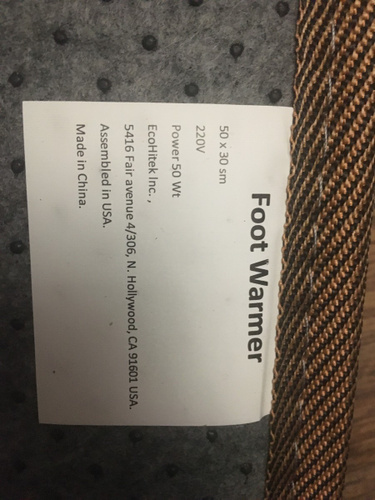 Foot Warmer
50 x 30 sm
220V
Power 50 Wt
EcoHitek Inc. ,
5416 Fair avenue 4/306, N. Hollywood, CA 91601 USA.
Assembled in USA.
Made in China.